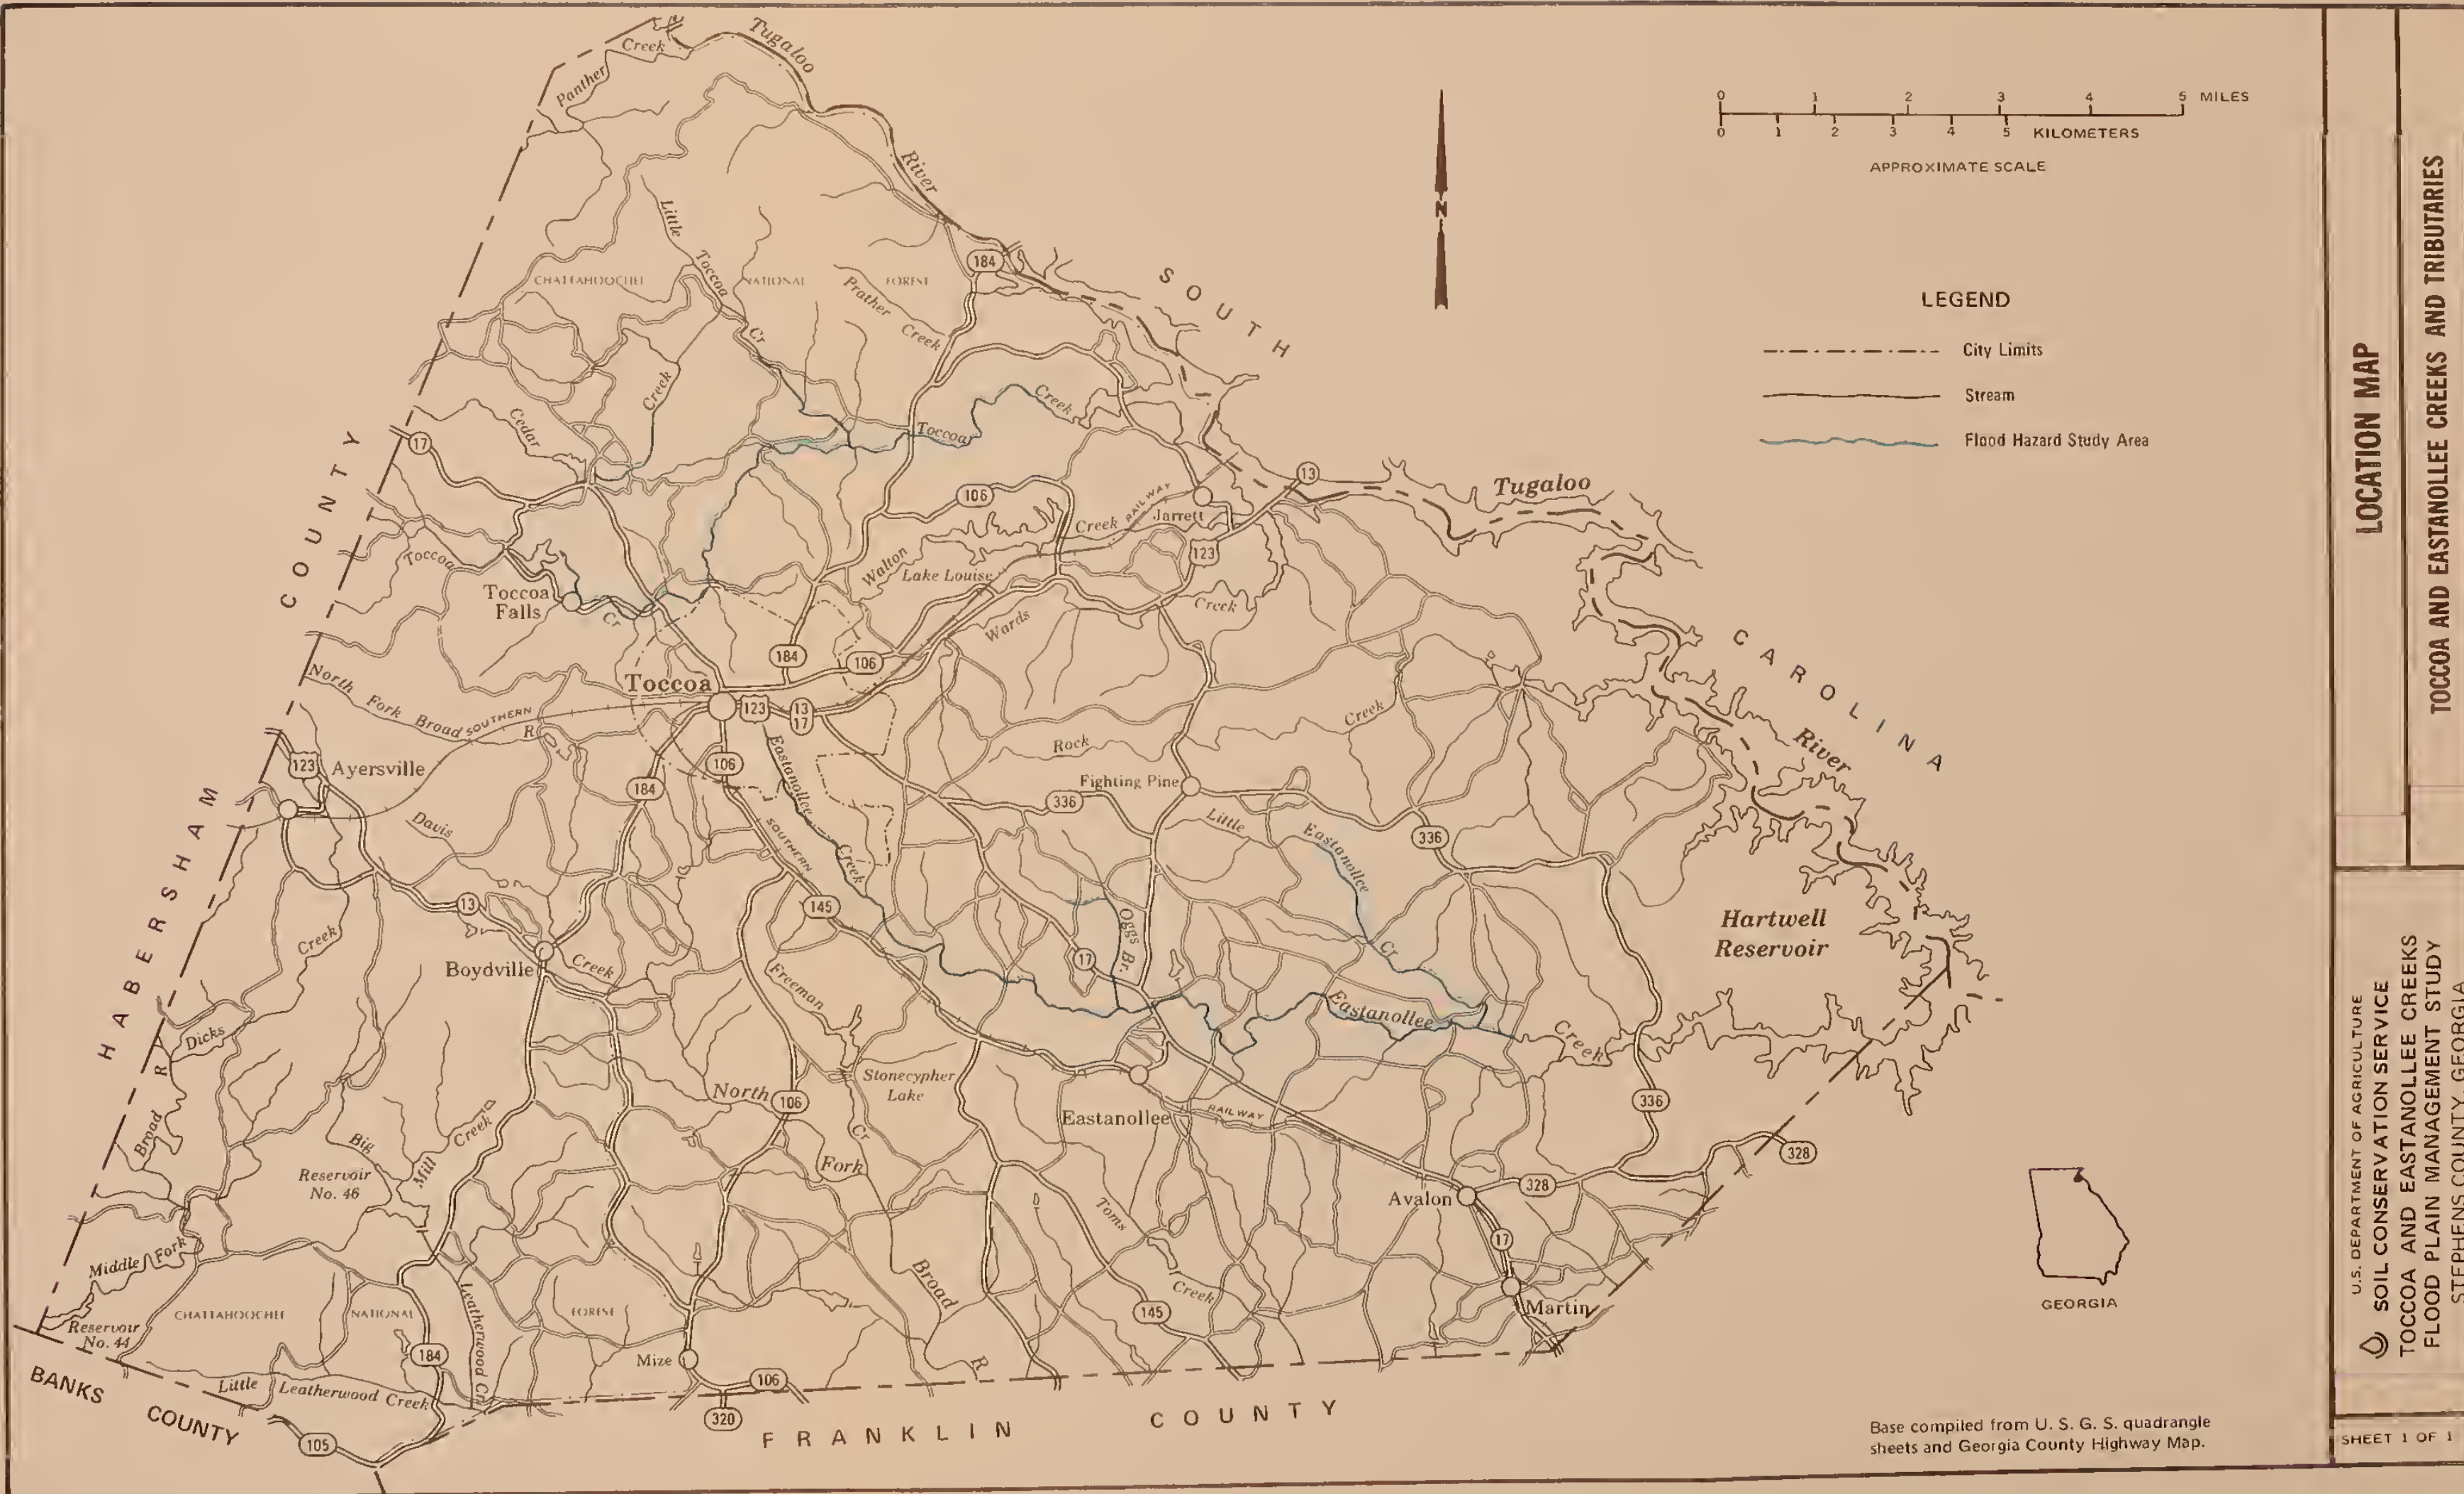 Panther
Creek
Tugaloo
River
0 1 2 3 4 5 MILES
0 1 2 3 4 5 KILOMETERS
APPROXIMATE SCALE
N
LEGEND
City Limits
Stream
Flood Hazard Study Area
SOUTH
CAROLINA
184
Little
Toccoa
Cr
CHATTAHOOCHEE NATIONAL FOREST
Prather
Creek
Creek
Cedar
17
Toccoa
Creek
COUNTY
HABERSHAM
106
RAILWAY
Jarrett
13
Tugaloo
123
Walton
Creek
Lake Louise
Wards
Creek
Toccoa
Toccoa
Falls
Cr
184
106
Toccoa
123
13
17
North
Fork
Broad
R
SOUTHERN
123
Ayersville
106
184
Eastanollee
Creek
SOUTHERN
Rock
Creek
Fighting Pine
336
Little
Eastanollee
Cr
336
River
Hartwell
Reservoir
Davis
13
145
Oggs Br.
17
Boydville
Creek
Freeman
Creek
Dicks
R
Broad
Eastanollee
Creek
Stonecypher
Lake
North
106
Cr
Eastanollee
RAILWAY
336
328
Big
Mill
Creek
Reservoir
No. 46
Fork
Toms
Creek
Avalon
328
17
Martin
Middle Fork
Broad
R
145
CHATTAHOOCHEE NATIONAL FOREST
Leatherwood Cr.
Reservoir
No. 44
184
Mize
106
320
Little Leatherwood Creek
105
BANKS
COUNTY
FRANKLIN COUNTY
GEORGIA
Base compiled from U. S. G. S. quadrangle
sheets and Georgia County Highway Map.
LOCATION MAP
TOCCOA AND EASTANOLLEE CREEKS AND TRIBUTARIES
U.S. DEPARTMENT OF AGRICULTURE
SOIL CONSERVATION SERVICE
TOCCOA AND EASTANOLLEE CREEKS
FLOOD PLAIN MANAGEMENT STUDY
STEPHENS COUNTY, GEORGIA
SHEET 1 OF 1